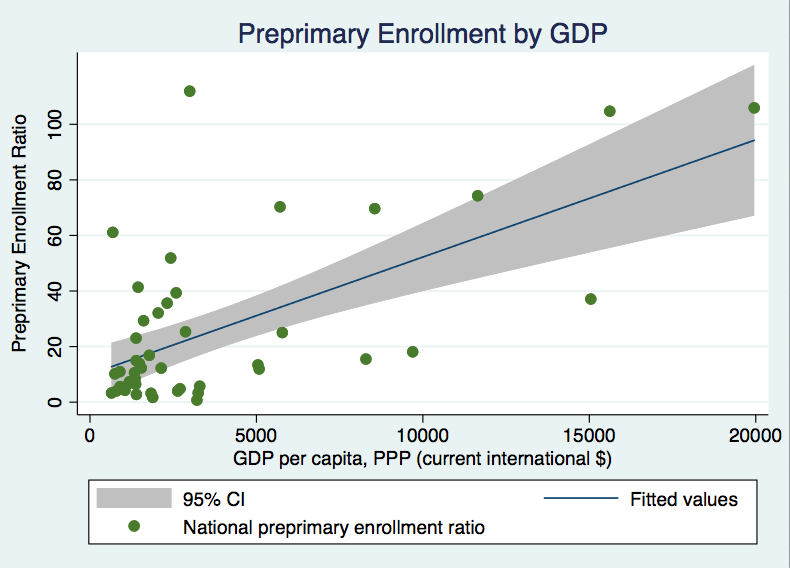 Preprimary Enrollment by GDP
Preprimary Enrollment Ratio
100
80
60
40
20
0
0 5000 10000 15000 20000
GDP per capita, PPP (current international $)
95% CI Fitted values
National preprimary enrollment ratio